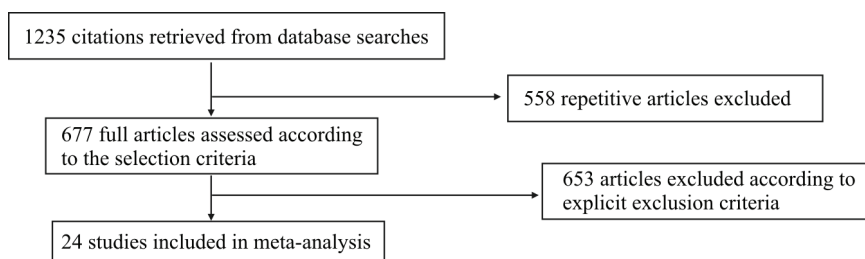 1235 citations retrieved from database searches
558 repetitive articles excluded
677 full articles assessed according
to the selection criteria
653 articles excluded according to
explicit exclusion criteria
24 studies included in meta-analysis